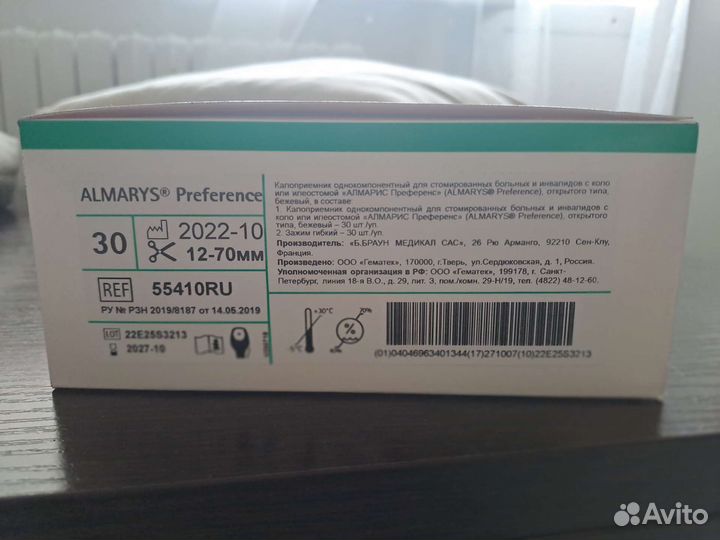 ALMARYS® Preference
30
2022-10
12-70мм
REF 55410RU
РУ № РЗН 2019/8187 от 14.05.2019
LOT 22E25S3213
2027-10
Калоприемник однокомпонентный для стомированных больных и инвалидов с коло
или илеостомой «АЛМАРИС Преференс» (ALMARYS® Preference), открытого типа,
бежевый, в составе:
1. Калоприемник однокомпонентный для стомированных больных и инвалидов с
коло или илеостомой «АЛМАРИС Преференс» (ALMARYS® Preference), открытого
типа, бежевый – 30 шт./уп.
2. Зажим гибкий – 30 шт./уп.
Производитель: «Б.БРАУН МЕДИКАЛ САС», 26 Рю Арманго, 92210 Сен-Клу,
Франция.
Произведено: ООО «Гематек», 170000, г.Тверь, ул.Сердюковская, д. 1, Россия.
Уполномоченная организация в РФ: ООО «Гематек», 199178, г. Санкт-
Петербург, линия 18-я В.О., д. 29, лит. З, пом./комн. 29-Н/19, тел. (4822) 48-12-60.
+30°C
-5°C
(01)04046963401344(17)271007(10)22E25S3213
Avito